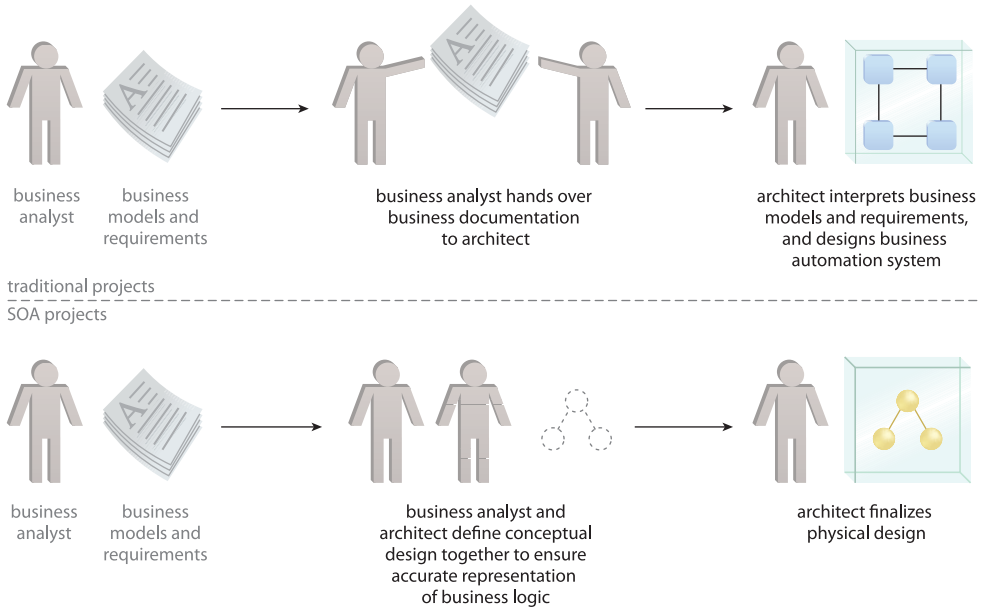 business
analyst
business
models and
requirements
business analyst hands over
business documentation
to architect
architect interprets business
models and requirements,
and designs business
automation system
traditional projects
SOA projects
business
analyst
business
models and
requirements
business analyst and
architect define conceptual
design together to ensure
accurate representation
of business logic
architect finalizes
physical design